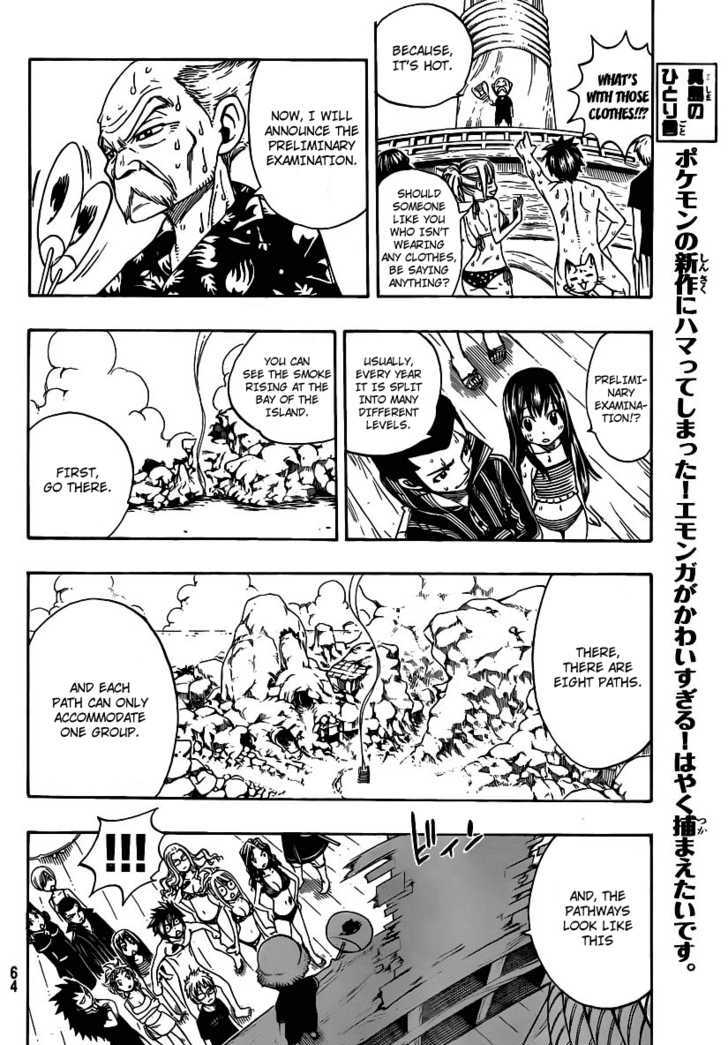 WHAT'S
WITH THOSE
CLOTHES!!?
BECAUSE,
IT'S HOT.
SHOULD
SOMEONE
LIKE YOU
WHO ISN'T
WEARING
ANY CLOTHES,
BE SAYING
ANYTHING?
NOW, I WILL
ANNOUNCE THE
PRELIMINARY
EXAMINATION.
PRELIMI-
NARY
EXAMINA-
TION!?
USUALLY,
EVERY YEAR
IT IS SPLIT
INTO MANY
DIFFERENT
LEVELS.
YOU CAN
SEE THE SMOKE
RISING AT THE
BAY OF THE
ISLAND.
FIRST,
GO THERE.
THERE,
THERE ARE
EIGHT PATHS.
AND EACH
PATH CAN ONLY
ACCOMMODATE
ONE GROUP.
AND, THE
PATHWAYS
LOOK LIKE
THIS
ブゥン
!!!
真島の
ひとり言
ポケモンの新作にハマってしまった!エモンガがかわいすぎる!はやく捕まえたいです。
64